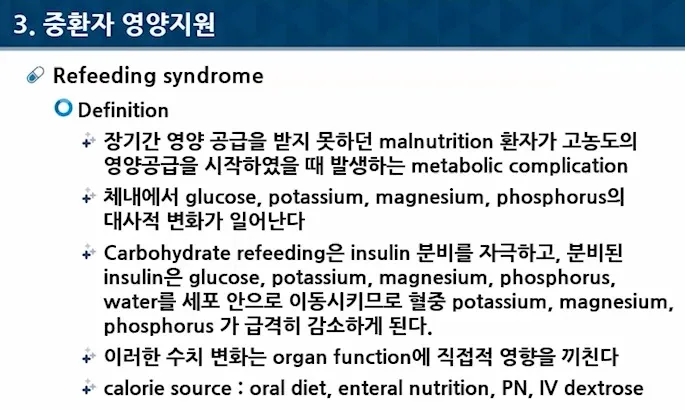 3. 중환자 영양지원
Refeeding syndrome
Definition
장기간 영양 공급을 받지 못하던 malnutrition 환자가 고농도의
영양공급을 시작하였을 때 발생하는 metabolic complication
체내에서 glucose, potassium, magnesium, phosphorus의
대사적 변화가 일어난다
Carbohydrate refeeding은 insulin 분비를 자극하고, 분비된
insulin은 glucose, potassium, magnesium, phosphorus,
water를 세포 안으로 이동시키므로 혈중 potassium, magnesium,
phosphorus 가 급격히 감소하게 된다.
이러한 수치 변화는 organ function에 직접적 영향을 끼친다
calorie source : oral diet, enteral nutrition, PN, IV dextrose